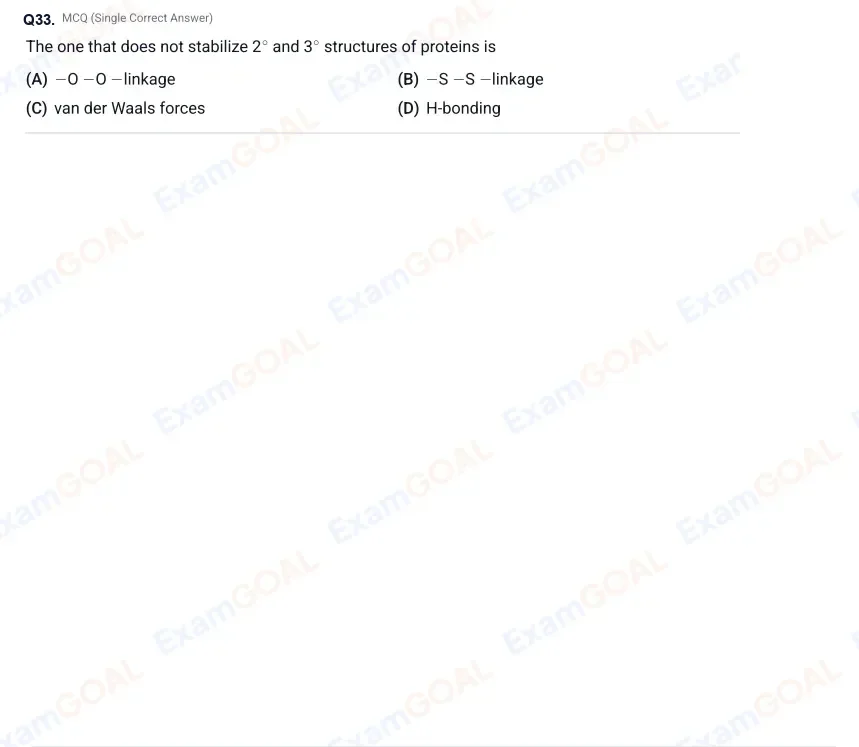 Q33. MCQ (Single Correct Answer)
The one that does not stabilize 2° and 3° structures of proteins is
(A) −O −O −linkage (B) −S −S −linkage
(C) van der Waals forces (D) H-bonding
ExamGOAL